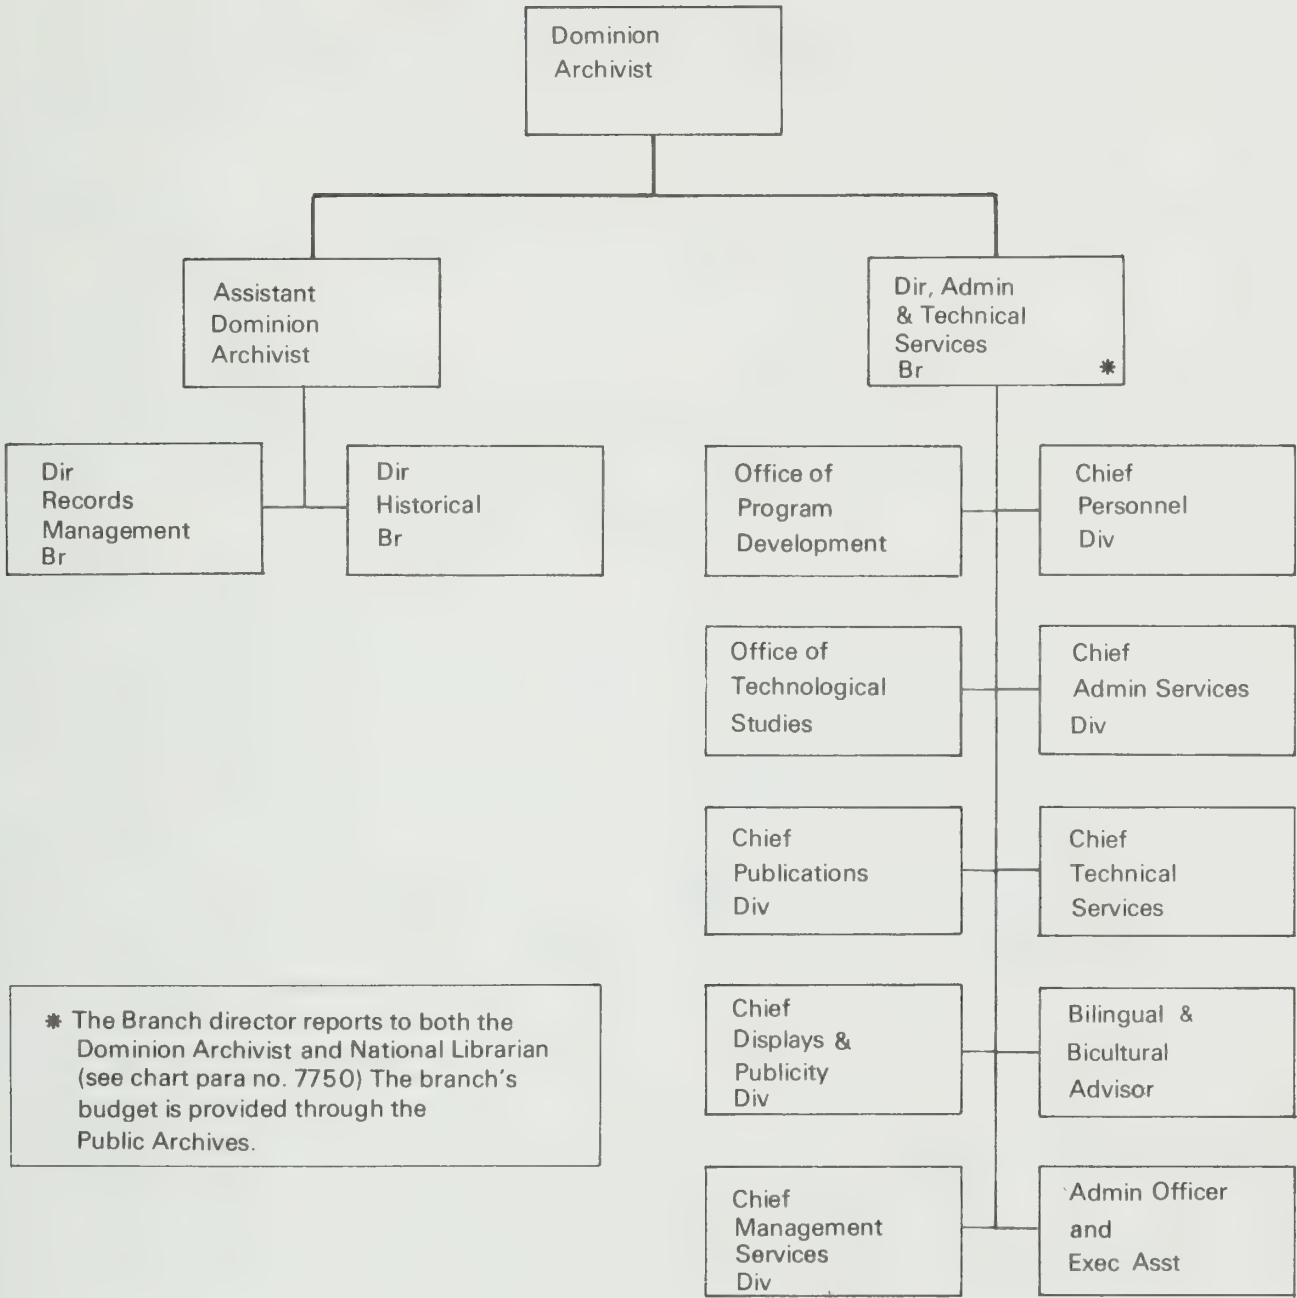 Dominion
Archivist
Assistant
Dominion
Archivist
Dir, Admin
& Technical
Services
Br *
Dir
Records
Management
Br
Dir
Historical
Br
Office of
Program
Development
Chief
Personnel
Div
Office of
Technological
Studies
Chief
Admin Services
Div
Chief
Publications
Div
Chief
Technical
Services
Chief
Displays &
Publicity
Div
Bilingual &
Bicultural
Advisor
Chief
Management
Services
Div
Admin Officer
and
Exec Asst
* The Branch director reports to both the
Dominion Archivist and National Librarian
(see chart para no. 7750) The branch's
budget is provided through the
Public Archives.